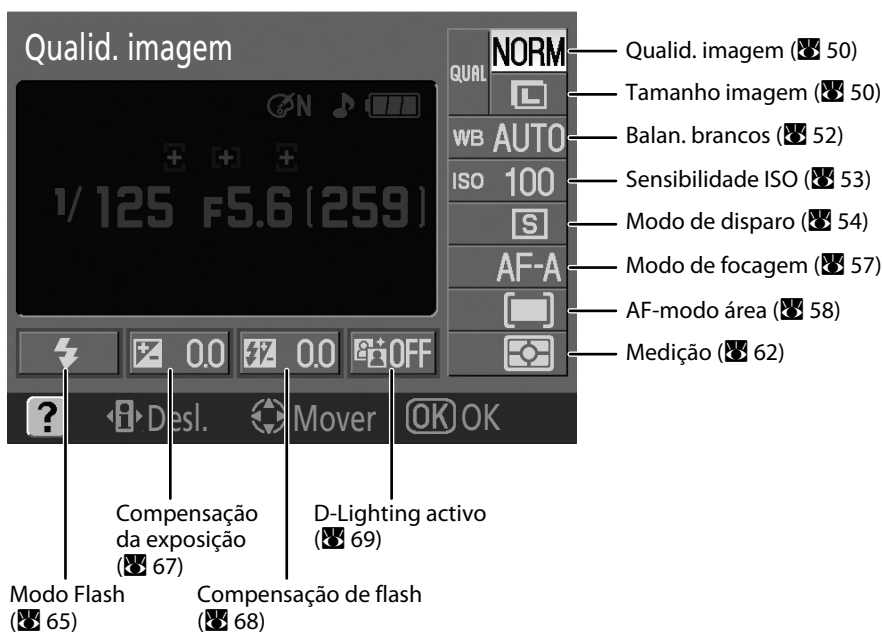 Qualid. imagem
QUAL NORM
L
WB AUTO
ISO 100
S
AF-A
N
1/125 F5.6 [259]
0.0 0.0 OFF
? i Desl. Mover OK OK
Qualid. imagem (50)
Tamanho imagem (50)
Balan. brancos (52)
Sensibilidade ISO (53)
Modo de disparo (54)
Modo de focagem (57)
AF-modo área (58)
Medição (62)
Compensação
da exposição
(67)
D-Lighting activo
(69)
Modo Flash
(65)
Compensação de flash
(68)